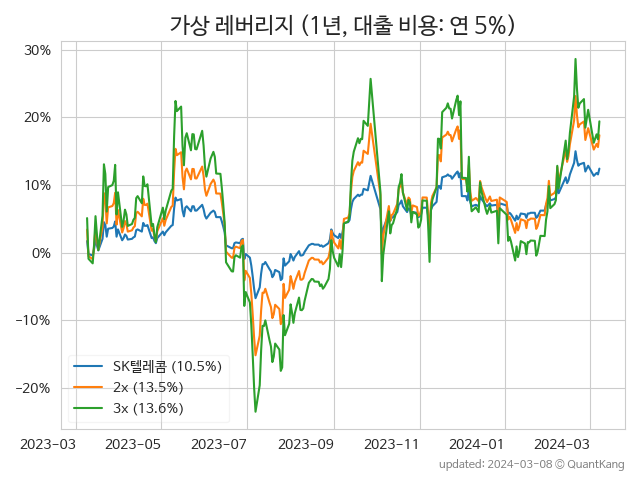 가상 레버리지 (1년, 대출 비용: 연 5%)
30%
20%
10%
0%
−10%
−20%
SK텔레콤 (10.5%)
2x (13.5%)
3x (13.6%)
2023-03 2023-05 2023-07 2023-09 2023-11 2024-01 2024-03
updated: 2024-03-08 © QuantKang